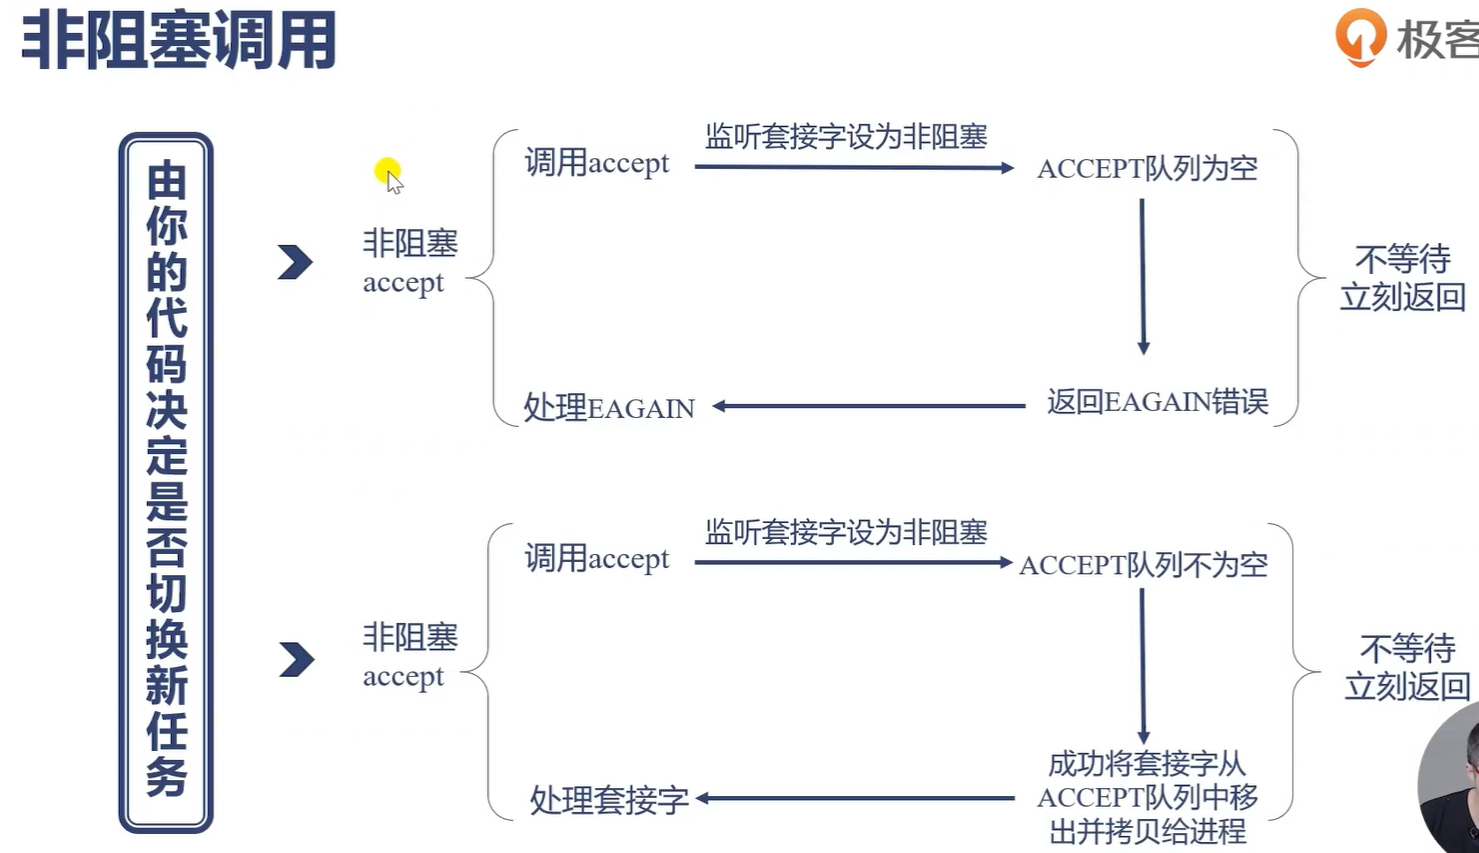 非阻塞调用
极客
由你的代码决定是否切换新任务
非阻塞
accept
调用accept
监听套接字设为非阻塞
ACCEPT队列为空
返回EAGAIN错误
处理EAGAIN
不等待
立刻返回
非阻塞
accept
调用accept
监听套接字设为非阻塞
ACCEPT队列不为空
成功将套接字从
ACCEPT队列中移
出并拷贝给进程
处理套接字
不等待
立刻返回